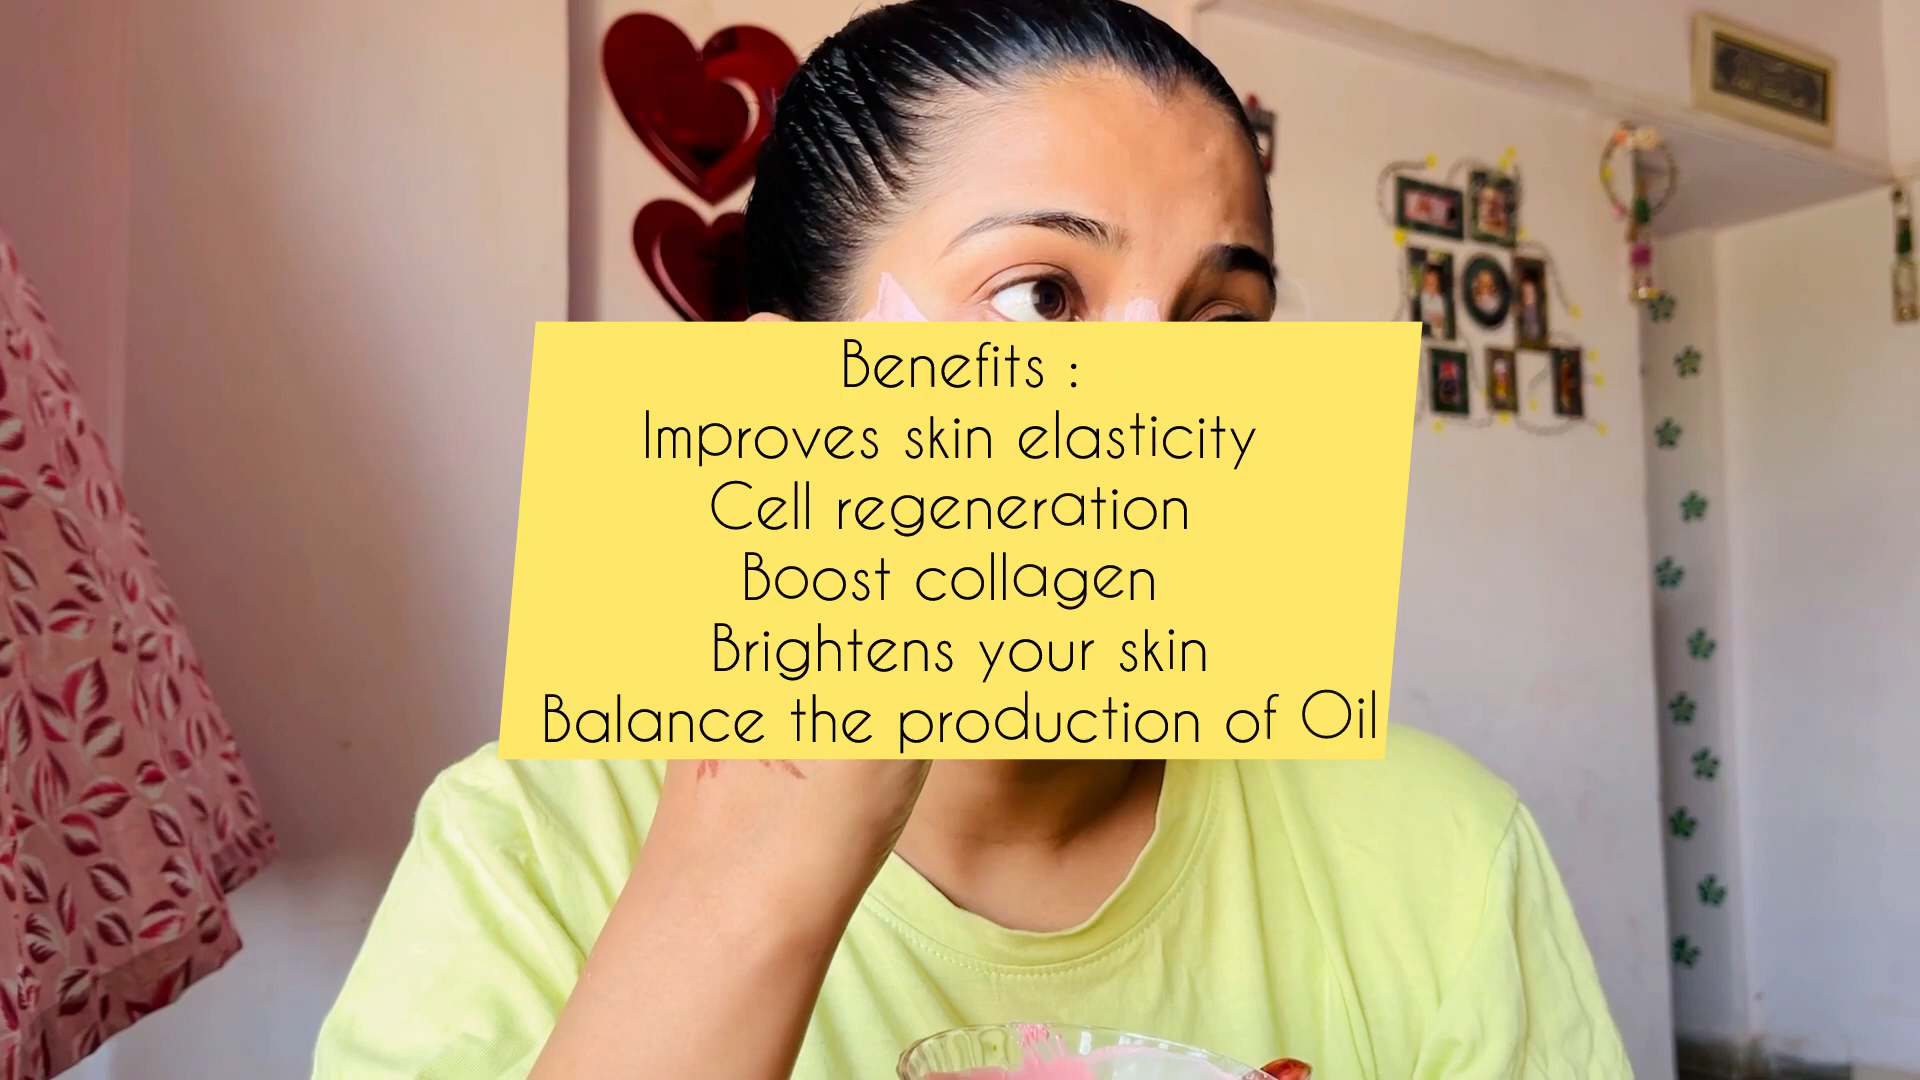 Benefits :
Improves skin elasticity
Cell regeneration
Boost collagen
Brightens your skin
Balance the production of Oil